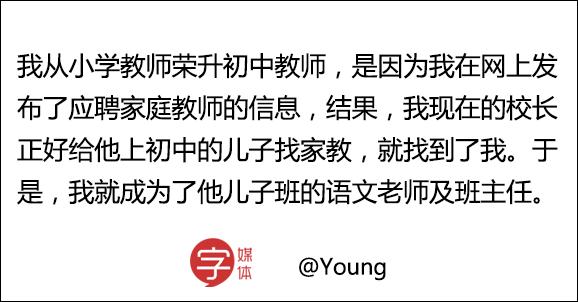 我从小学教师荣升初中教师，是因为我在网上发
布了应聘家庭教师的信息，结果，我现在的校长
正好给他上初中的儿子找家教，就找到了我。于
是，我就成为了他儿子班的语文老师及班主任。
字媒体 @Young